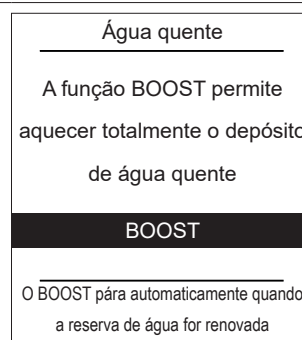 Água quente
A função BOOST permite
aquecer totalmente o depósito
de água quente
BOOST
O BOOST pára automaticamente quando
a reserva de água for renovada